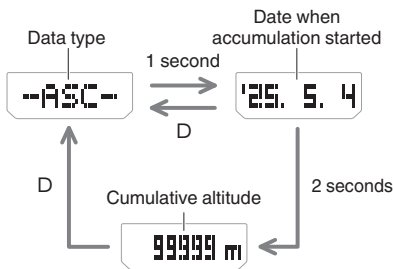 Data type
Date when
accumulation started
1 second
--ASC--
'25. 5. 4
D
D
2 seconds
Cumulative altitude
99999 m